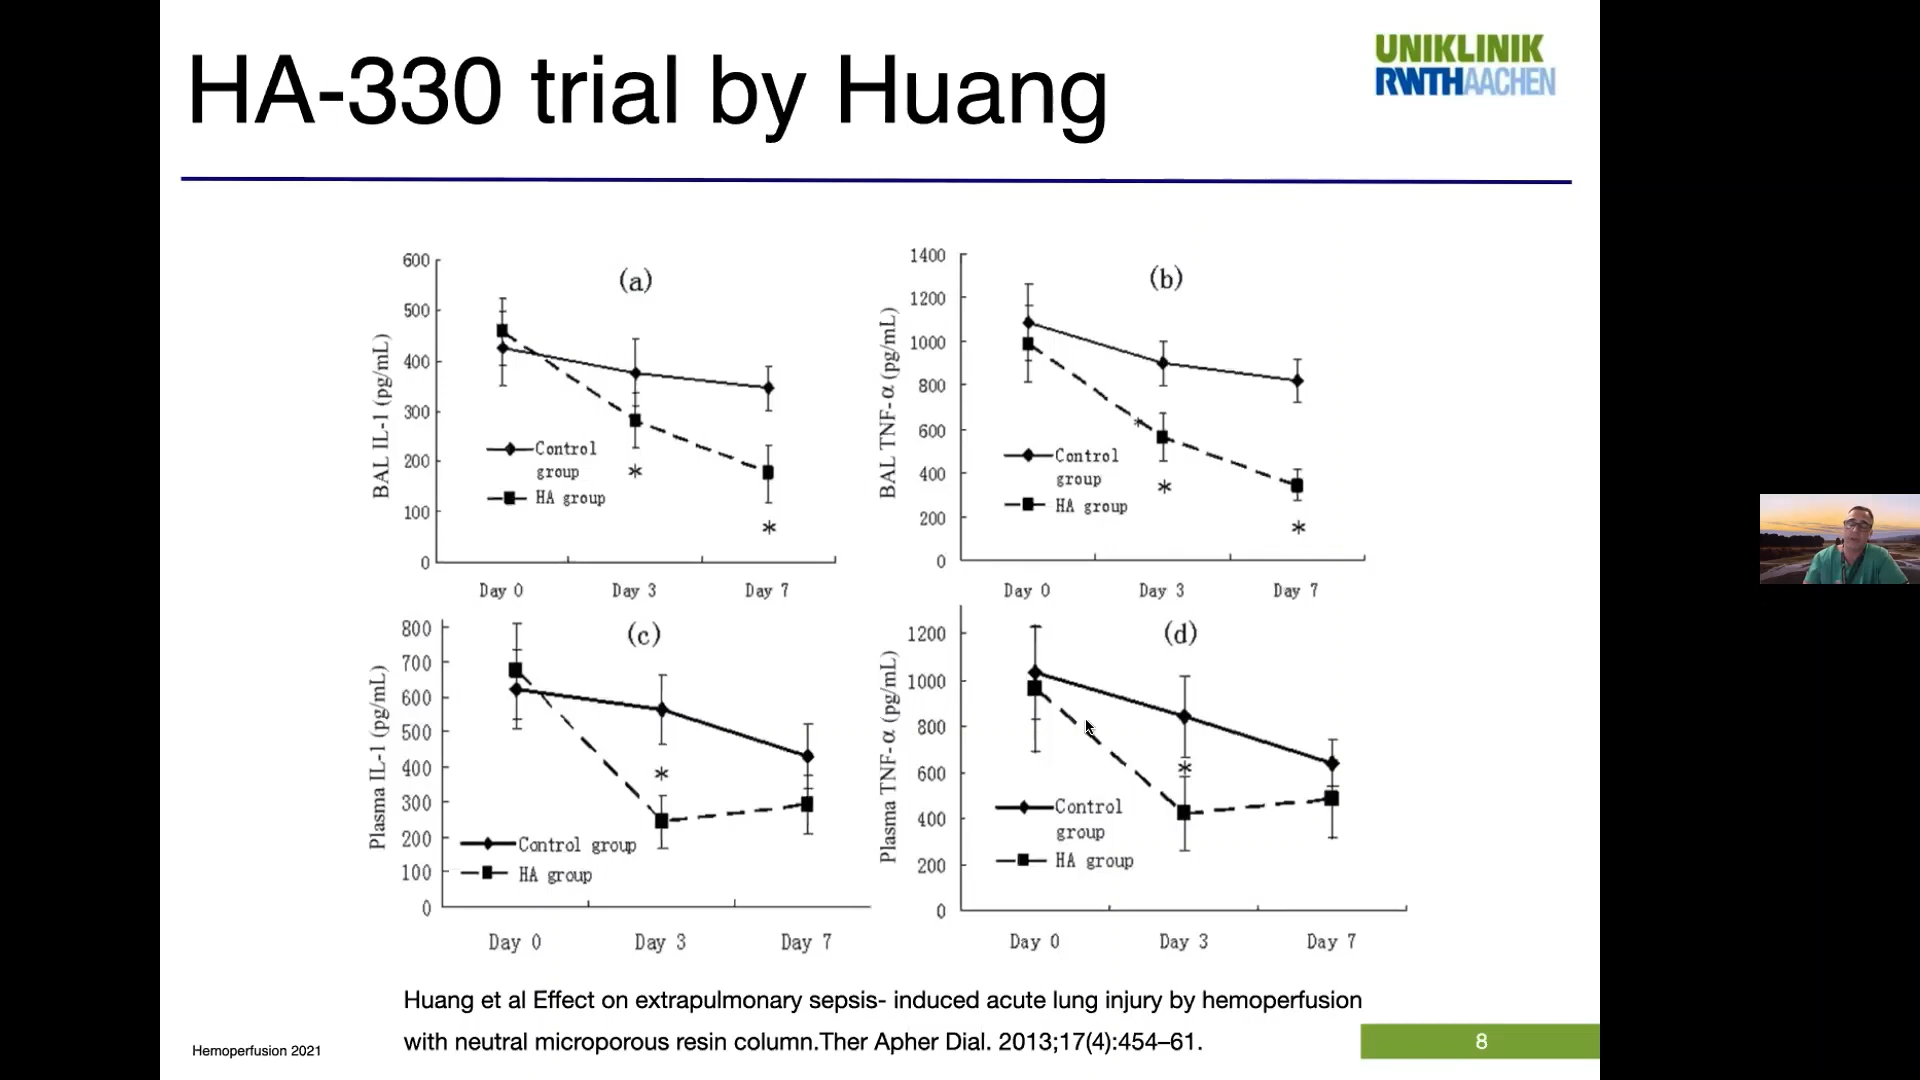 HA-330 trial by Huang
UNIKLINIK
RWTHAACHEN
(a)
BAL IL-1 (pg/mL)
600
500
400
300
200
100
0
Control
group
HA group
*
*
Day 0
Day 3
Day 7
(b)
BAL TNF-α (pg/mL)
1400
1200
1000
800
600
400
200
0
Control
group
HA group
*
*
*
Day 0
Day 3
Day 7
(c)
Plasma IL-1 (pg/mL)
800
700
600
500
400
300
200
100
0
Control group
HA group
*
Day 0
Day 3
Day 7
(d)
Plasma TNF-α (pg/mL)
1200
1000
800
600
400
200
0
Control
group
HA group
*
Day 0
Day 3
Day 7
Huang et al Effect on extrapulmonary sepsis- induced acute lung injury by hemoperfusion
with neutral microporous resin column.Ther Apher Dial. 2013;17(4):454–61.
Hemoperfusion 2021
8